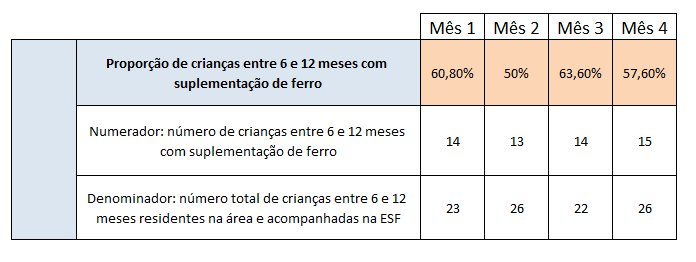 Mês 1 Mês 2 Mês 3 Mês 4
Proporção de crianças entre 6 e 12 meses com
suplementação de ferro
60,80% 50% 63,60% 57,60%
Numerador: número de crianças entre 6 e 12 meses
com suplementação de ferro
14 13 14 15
Denominador: número total de crianças entre 6 e 12
meses residentes na área e acompanhadas na ESF
23 26 22 26